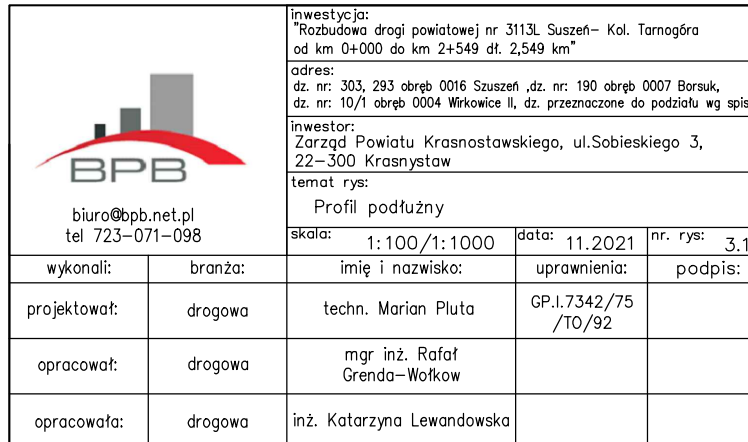 BPB
biuro@bpb.net.pl
tel 723-071-098
inwestycja:
"Rozbudowa drogi powiatowej nr 3113L Suszeń- Kol. Tarnogóra
od km 0+000 do km 2+549 dł. 2,549 km"
adres:
dz. nr: 303, 293 obręb 0016 Szuszeń ,dz. nr: 190 obręb 0007 Borsuk,
dz. nr: 10/1 obręb 0004 Wirkowice II, dz. przeznaczone do podziału wg spis
inwestor:
Zarząd Powiatu Krasnostawskiego, ul.Sobieskiego 3,
22-300 Krasnystaw
temat rys:
Profil podłużny
skala: 1:100/1:1000 data: 11.2021 nr. rys: 3.1
wykonali: branża: imię i nazwisko: uprawnienia: podpis:
projektował: drogowa techn. Marian Pluta GP.I.7342/75
/TO/92
opracował: drogowa mgr inż. Rafał
Grenda-Wołkow
opracowała: drogowa inż. Katarzyna Lewandowska